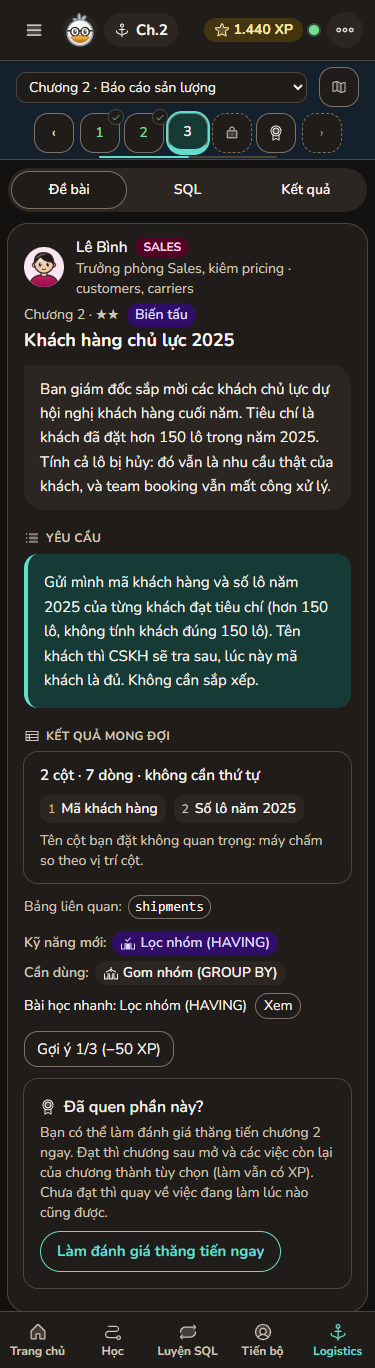 Ch.2
1.440 XP
Chương 2 · Báo cáo sản lượng
‹
1
2
3
›
Đề bài
SQL
Kết quả
Lê Bình SALES
Trưởng phòng Sales, kiêm pricing ·
customers, carriers
Chương 2 · ★★ Biến tấu
Khách hàng chủ lực 2025
Ban giám đốc sắp mời các khách chủ lực dự
hội nghị khách hàng cuối năm. Tiêu chí là
khách đã đặt hơn 150 lô trong năm 2025.
Tính cả lô bị hủy: đó vẫn là nhu cầu thật của
khách, và team booking vẫn mất công xử lý.
YÊU CẦU
Gửi mình mã khách hàng và số lô năm
2025 của từng khách đạt tiêu chí (hơn 150
lô, không tính khách đúng 150 lô). Tên
khách thì CSKH sẽ tra sau, lúc này mã
khách là đủ. Không cần sắp xếp.
KẾT QUẢ MONG ĐỢI
2 cột · 7 dòng · không cần thứ tự
1 Mã khách hàng
2 Số lô năm 2025
Tên cột bạn đặt không quan trọng: máy chấm
so theo vị trí cột.
Bảng liên quan: shipments
Kỹ năng mới: Lọc nhóm (HAVING)
Cần dùng: Gom nhóm (GROUP BY)
Bài học nhanh: Lọc nhóm (HAVING) Xem
Gợi ý 1/3 (−50 XP)
Đã quen phần này?
Bạn có thể làm đánh giá thăng tiến chương 2
ngay. Đạt thì chương sau mở và các việc còn lại
của chương thành tùy chọn (làm vẫn có XP).
Chưa đạt thì quay về việc đang làm lúc nào
cũng được.
Làm đánh giá thăng tiến ngay
Trang chủ
Học
Luyện SQL
Tiến bộ
Logistics